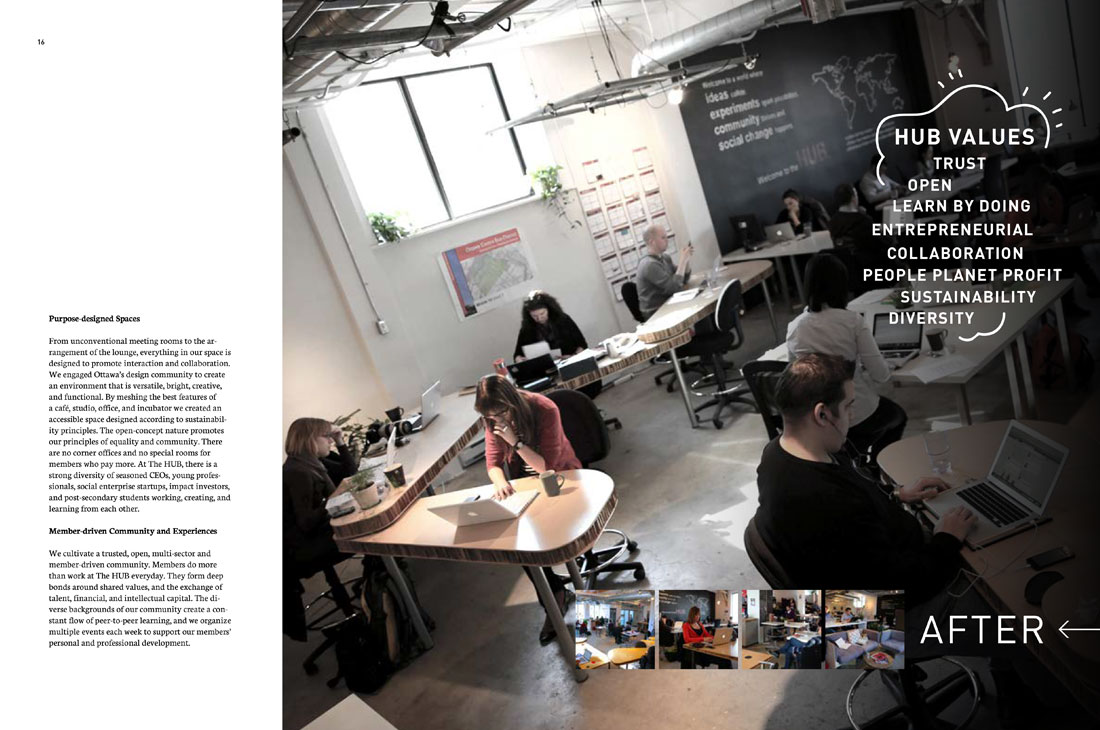 16
Purpose-designed Spaces
From unconventional meeting rooms to the ar-
rangement of the lounge, everything in our space is
designed to promote interaction and collaboration.
We engaged Ottawa's design community to create
an environment that is versatile, bright, creative,
and functional. By meshing the best features of
a café, studio, office, and incubator we created an
accessible space designed according to sustainabil-
ity principles. The open-concept nature promotes
our principles of equality and community. There
are no corner offices and no special rooms for
members who pay more. At The HUB, there is a
strong diversity of seasoned CEOs, young profes-
sionals, social enterprise startups, impact investors,
and post-secondary students working, creating, and
learning from each other.
Member-driven Community and Experiences
We cultivate a trusted, open, multi-sector and
member-driven community. Members do more
than work at The HUB everyday. They form deep
bonds around shared values, and the exchange of
talent, financial, and intellectual capital. The di-
verse backgrounds of our community create a con-
stant flow of peer-to-peer learning, and we organize
multiple events each week to support our members'
personal and professional development.
Welcome to a world where
ideas
experiments
community
social change happens
Welcome to the HUB.
HUB VALUES
TRUST
OPEN
LEARN BY DOING
ENTREPRENEURIAL
COLLABORATION
PEOPLE PLANET PROFIT
SUSTAINABILITY
DIVERSITY
AFTER